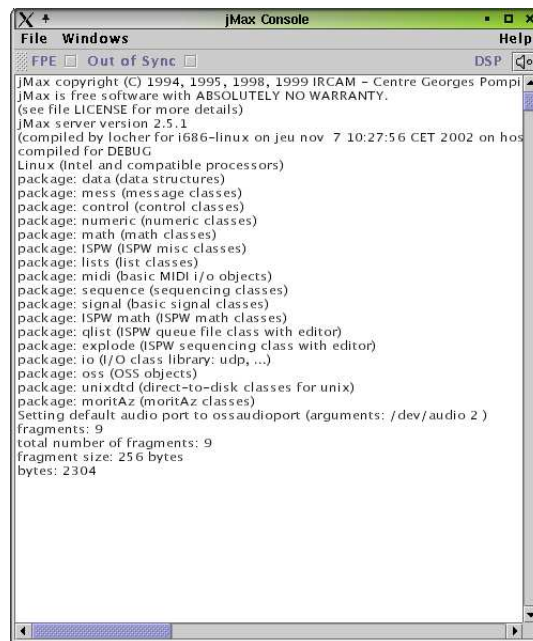 jMax Console
File Windows Help
FPE Out of Sync DSP
jMax copyright (C) 1994, 1995, 1998, 1999 IRCAM - Centre Georges Pompi
jMax is free software with ABSOLUTELY NO WARRANTY.
(see file LICENSE for more details)
jMax server version 2.5.1
(compiled by locher for i686-linux on jeu nov 7 10:27:56 CET 2002 on hos
compiled for DEBUG
Linux (Intel and compatible processors)
package: data (data structures)
package: mess (message classes)
package: control (control classes)
package: numeric (numeric classes)
package: math (math classes)
package: ISPW (ISPW misc classes)
package: lists (list classes)
package: midi (basic MIDI i/o objects)
package: sequence (sequencing classes)
package: signal (basic signal classes)
package: ISPW math (ISPW math classes)
package: qlist (ISPW queue file class with editor)
package: explode (ISPW sequencing class with editor)
package: io (I/O class library: udp, ...)
package: oss (OSS objects)
package: unixdtd (direct-to-disk classes for unix)
package: moritAz (moritAz classes)
Setting default audio port to ossaudioport (arguments: /dev/audio 2 )
fragments: 9
total number of fragments: 9
fragment size: 256 bytes
bytes: 2304